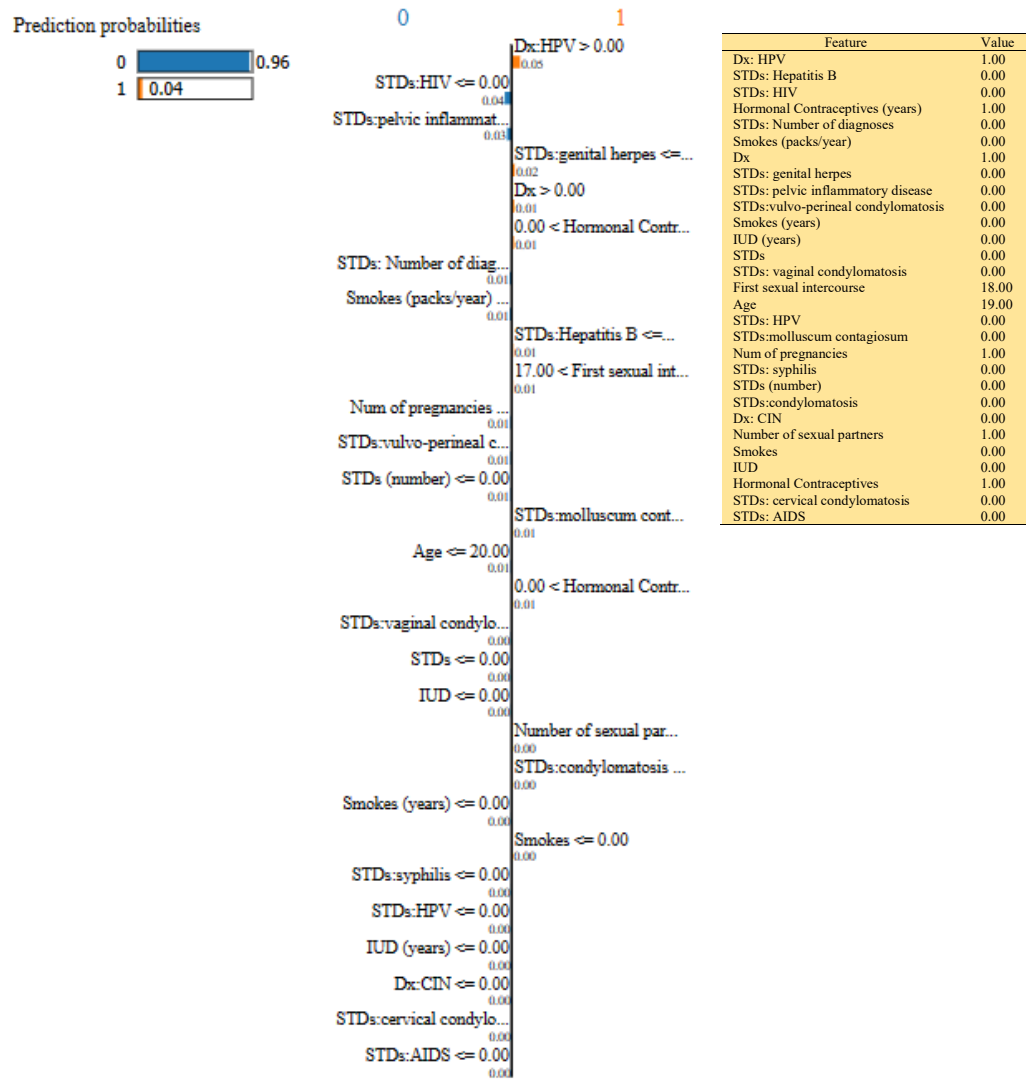 Prediction probabilities
0 0.96
1 0.04
0 1
Dx:HPV > 0.00
0.05
STDs:HIV <= 0.00
0.04
STDs:pelvic inflammat...
0.03
STDs:genital herpes <=...
0.02
Dx > 0.00
0.01
0.00 < Hormonal Contr...
0.01
STDs: Number of diag...
0.01
Smokes (packs/year) ...
0.01
STDs:Hepatitis B <=...
0.01
17.00 < First sexual int...
0.01
Num of pregnancies ...
0.01
STDs:vulvo-perineal c...
0.01
STDs (number) <= 0.00
0.01
STDs:molluscum cont...
0.01
Age <= 20.00
0.01
0.00 < Hormonal Contr...
0.01
STDs:vaginal condylo...
0.00
STDs <= 0.00
0.00
IUD <= 0.00
0.00
Number of sexual par...
0.00
STDs:condylomatosis ...
0.00
Smokes (years) <= 0.00
0.00
Smokes <= 0.00
0.00
STDs:syphilis <= 0.00
0.00
STDs:HPV <= 0.00
0.00
IUD (years) <= 0.00
0.00
Dx:CIN <= 0.00
0.00
STDs:cervical condylo...
0.00
STDs:AIDS <= 0.00
0.00
Feature Value
Dx: HPV 1.00
STDs: Hepatitis B 0.00
STDs: HIV 0.00
Hormonal Contraceptives (years) 1.00
STDs: Number of diagnoses 0.00
Smokes (packs/year) 0.00
Dx 1.00
STDs: genital herpes 0.00
STDs: pelvic inflammatory disease 0.00
STDs:vulvo-perineal condylomatosis 0.00
Smokes (years) 0.00
IUD (years) 0.00
STDs 0.00
STDs: vaginal condylomatosis 0.00
First sexual intercourse 18.00
Age 19.00
STDs: HPV 0.00
STDs:molluscum contagiosum 0.00
Num of pregnancies 1.00
STDs: syphilis 0.00
STDs (number) 0.00
STDs:condylomatosis 0.00
Dx: CIN 0.00
Number of sexual partners 1.00
Smokes 0.00
IUD 0.00
Hormonal Contraceptives 1.00
STDs: cervical condylomatosis 0.00
STDs: AIDS 0.00